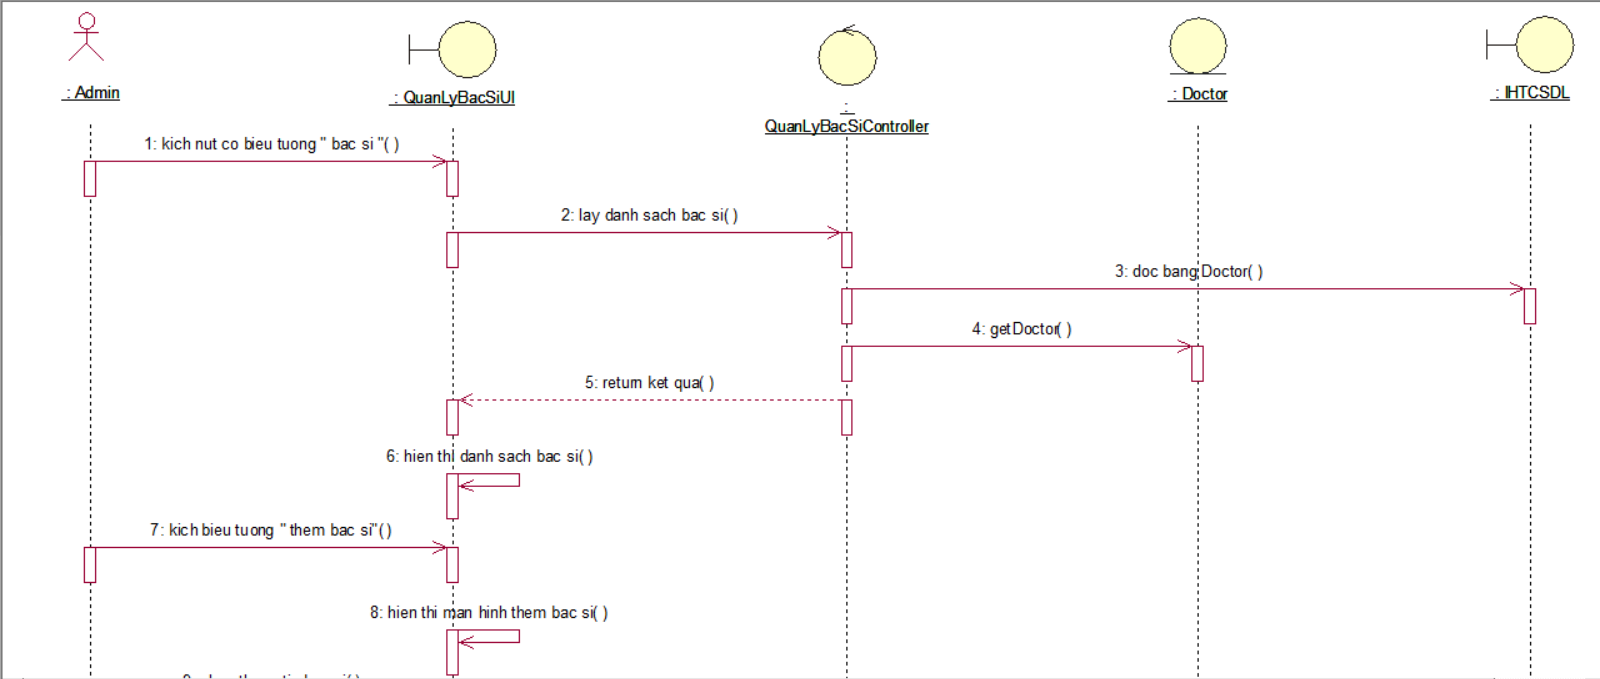 : Admin
: QuanLyBacSiUI
:
QuanLyBacSiController
: Doctor
: IHTCSDL
1: kich nut co bieu tuong " bac si "( )
2: lay danh sach bac si( )
3: doc bang Doctor( )
4: getDoctor( )
5: return ket qua( )
6: hien thi danh sach bac si( )
7: kich bieu tuong " them bac si"( )
8: hien thi man hinh them bac si( )